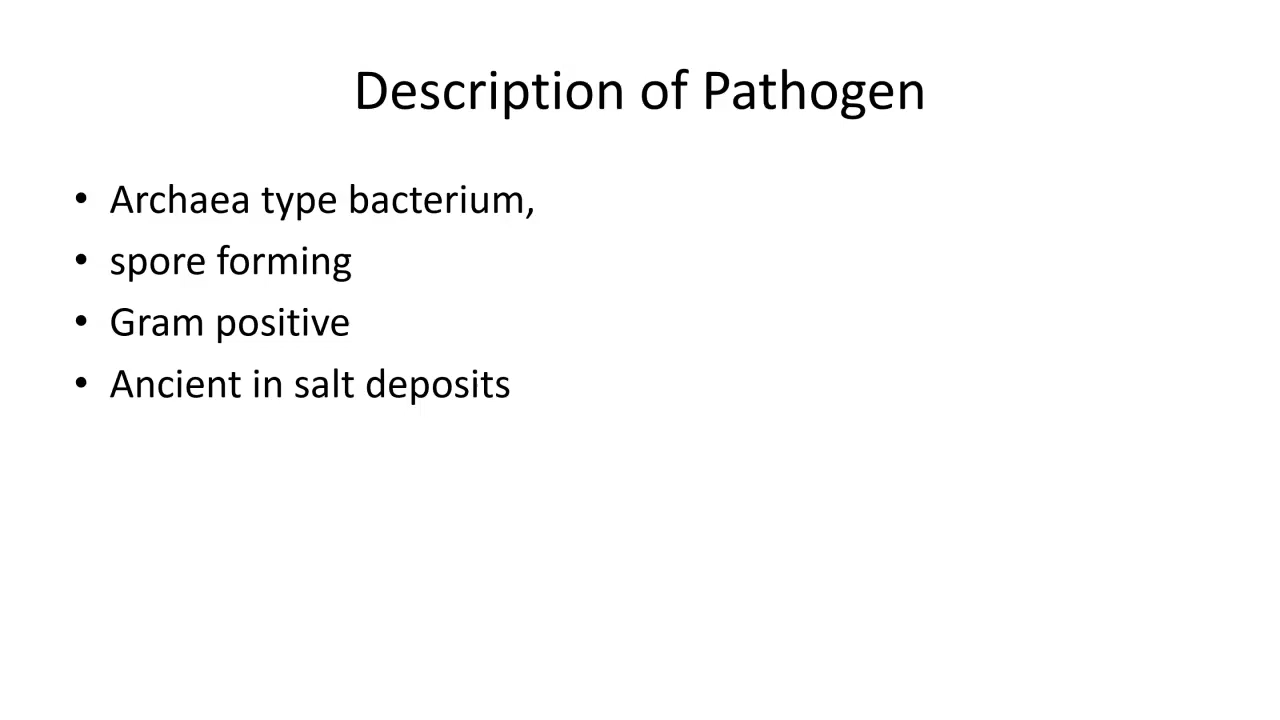 Description of Pathogen
• Archaea type bacterium,
• spore forming
• Gram positive
• Ancient in salt deposits